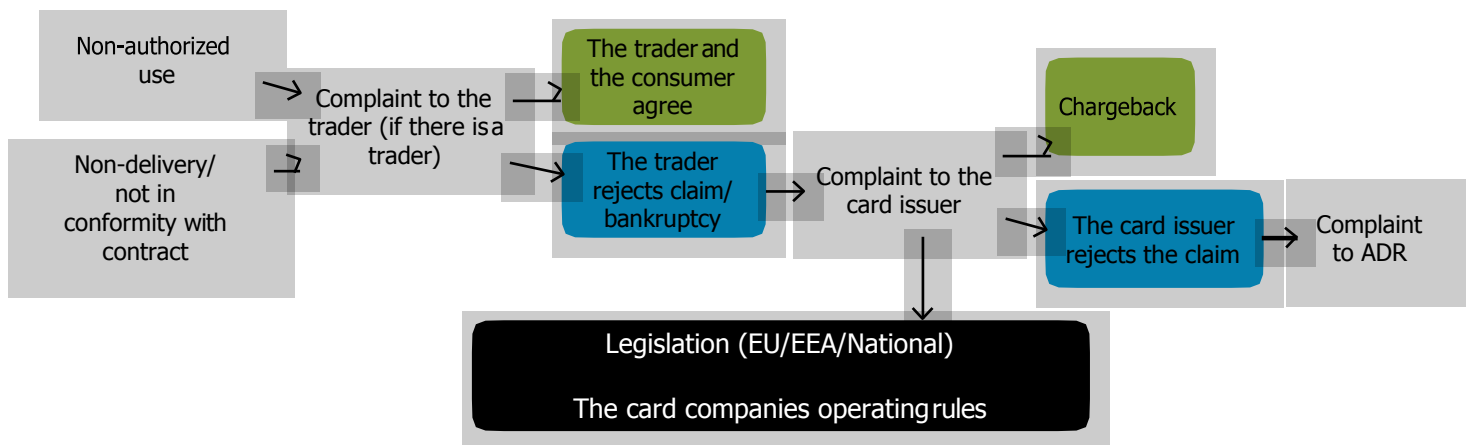 Non-authorized
use
Non-delivery/
not in
conformity with
contract
Complaint to the
trader (if there is a
trader)
The trader and
the consumer
agree
The trader
rejects claim/
bankruptcy
Complaint to the
card issuer
Chargeback
The card issuer
rejects the claim
Complaint
to ADR
Legislation (EU/EEA/National)
The card companies operating rules